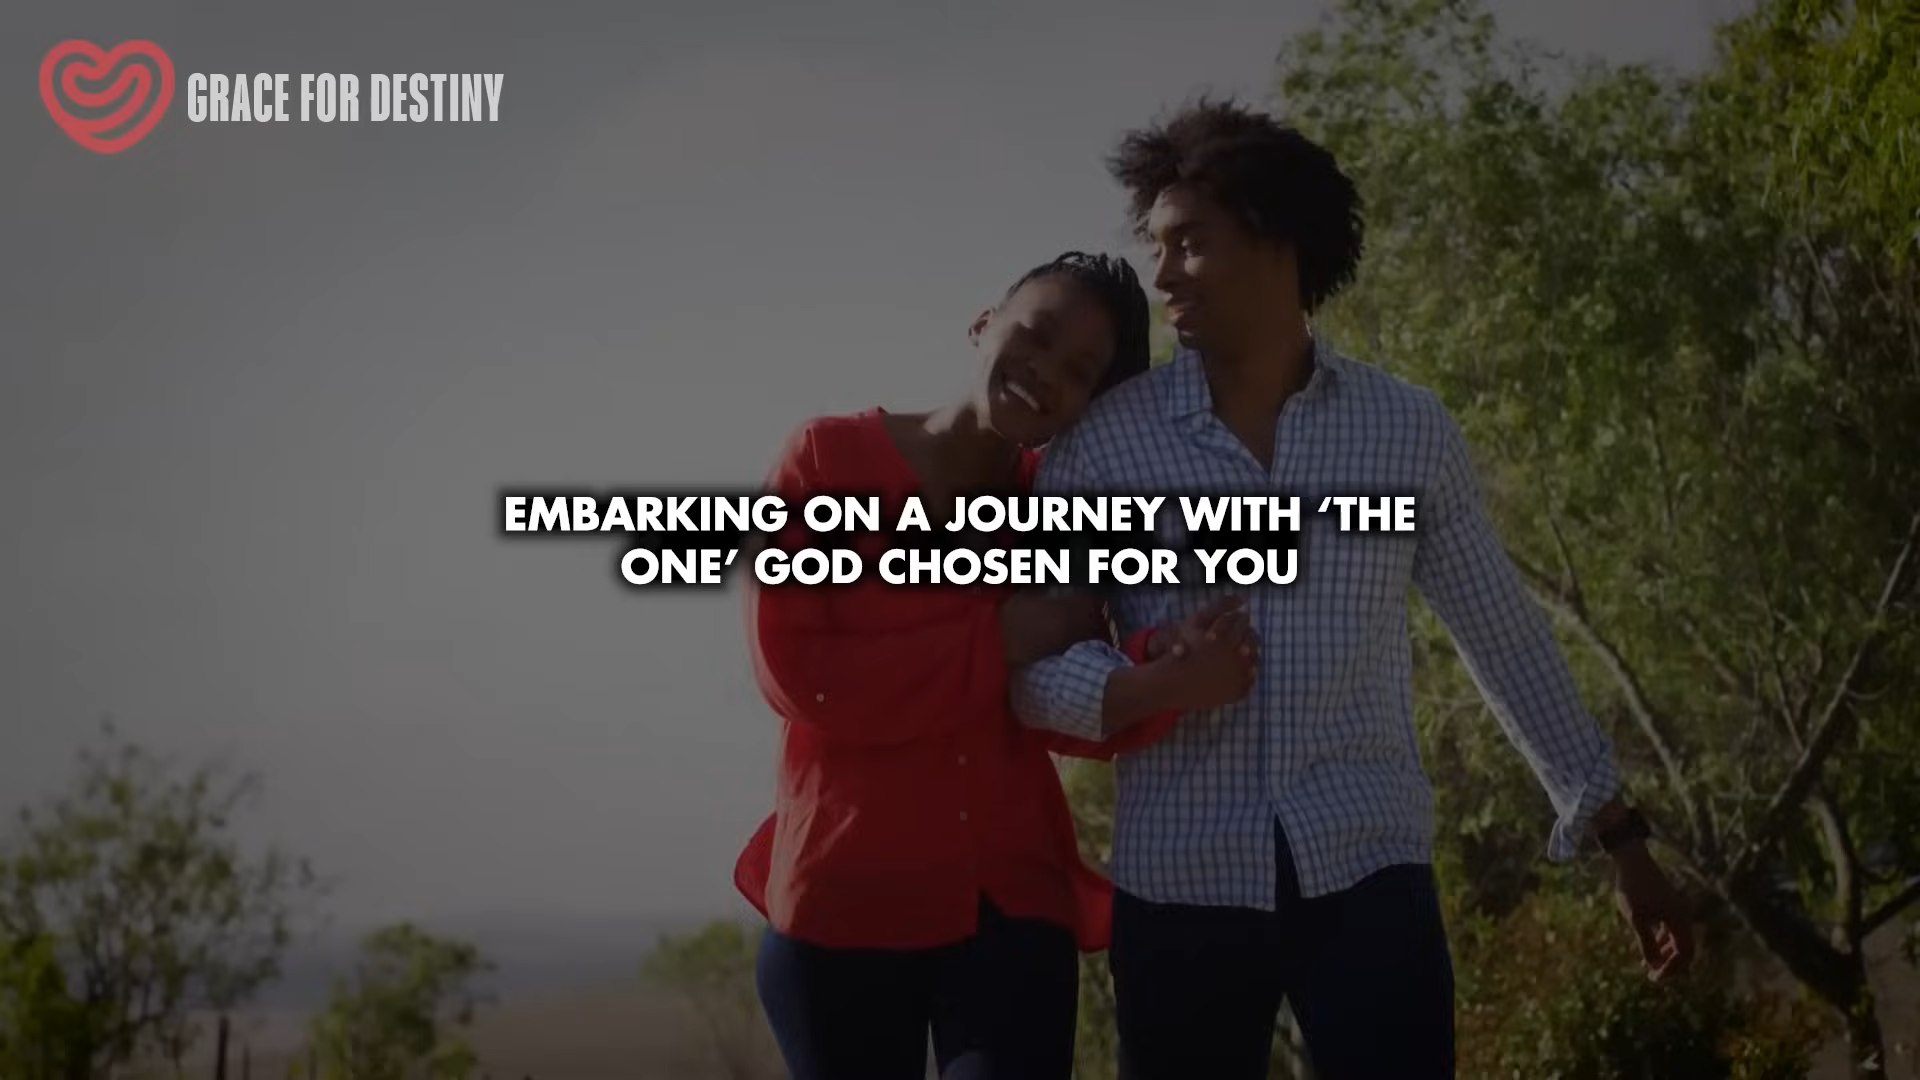 GRACE FOR DESTINY
EMBARKING ON A JOURNEY WITH ‘THE
ONE’ GOD CHOSEN FOR YOU